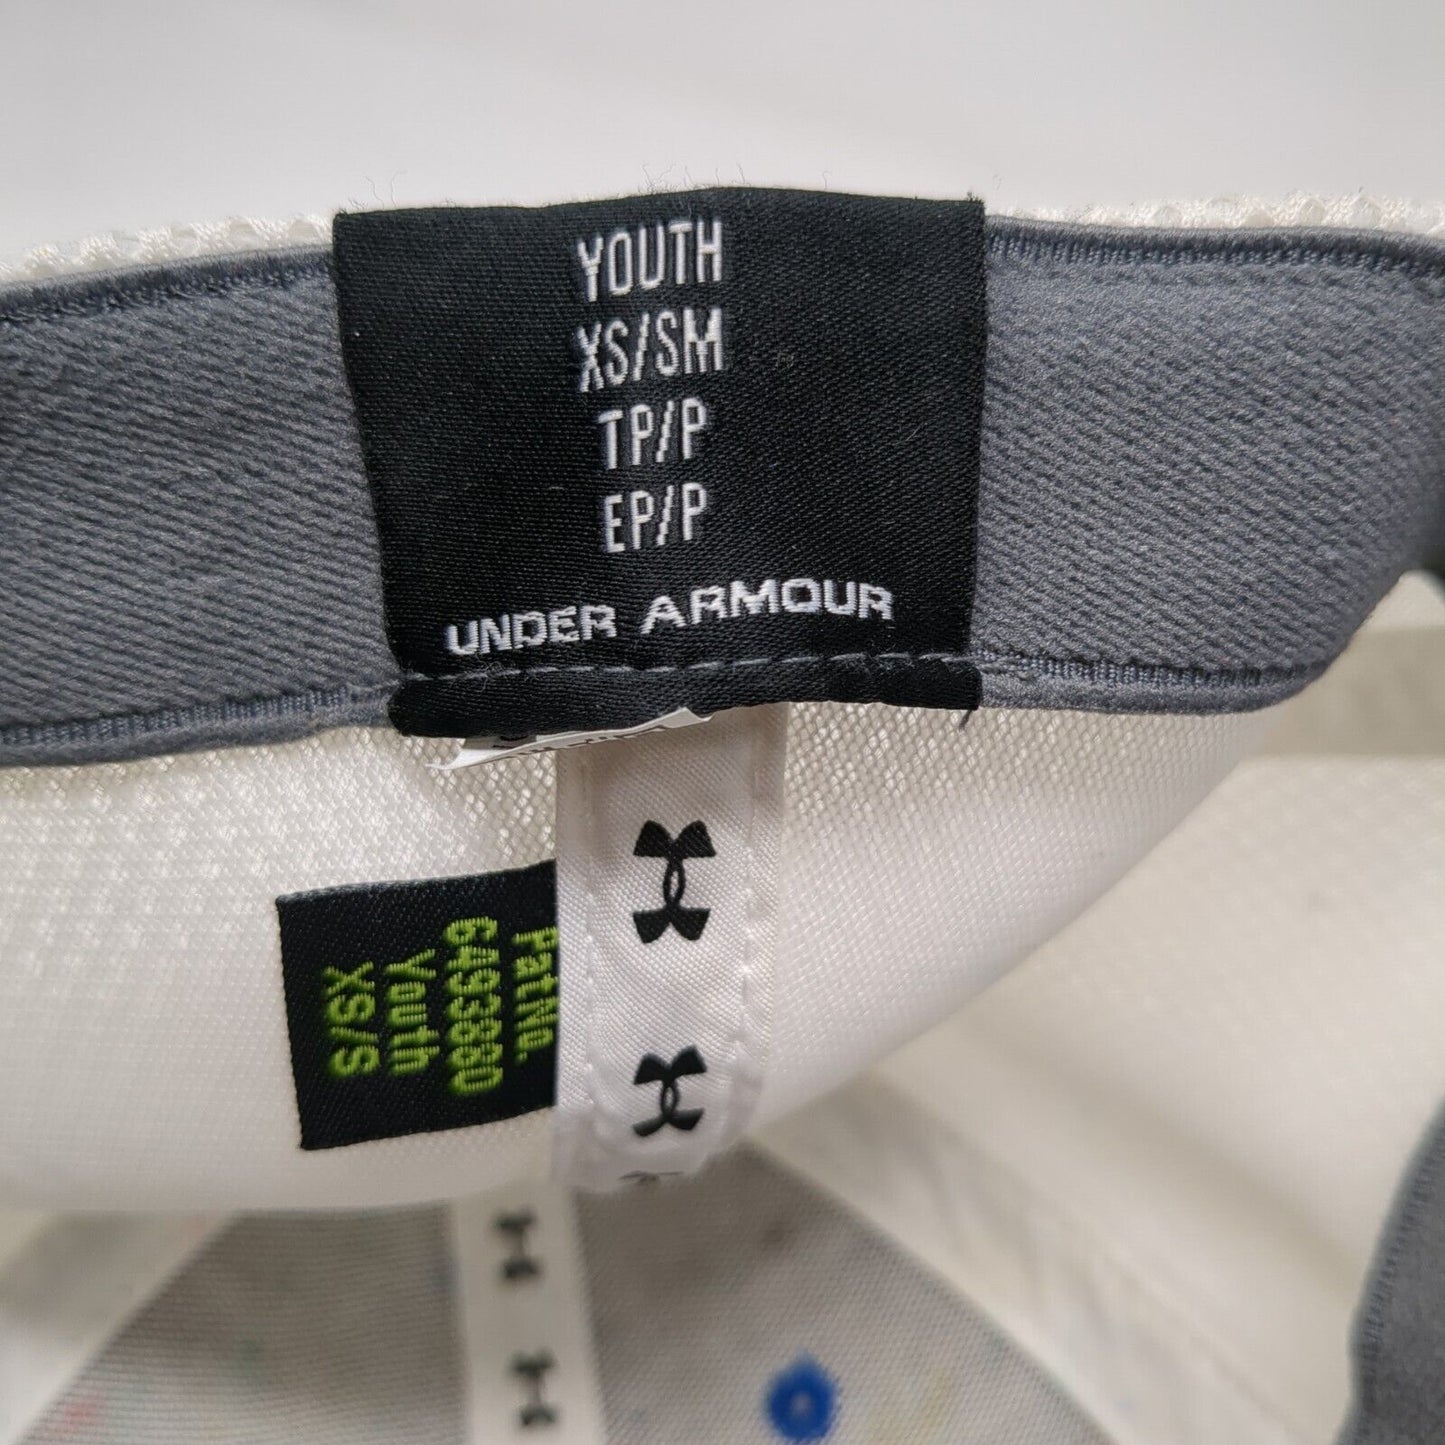 YOUTH
XS/SM
TP/P
EP/P
UNDER ARMOUR
Pat.No.
6493880
Youth
XS/S